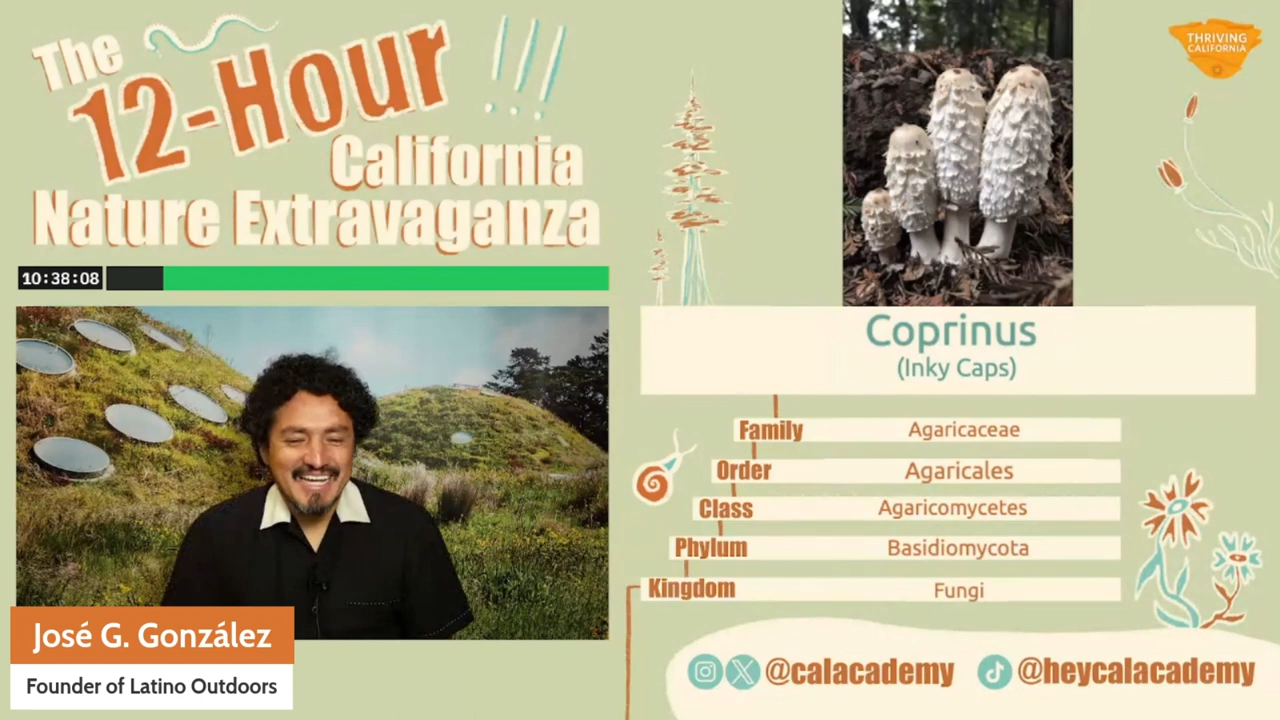 The
12-Hour !!!
California
Nature Extravaganza
THRIVING
CALIFORNIA
10:38:08
Coprinus
(Inky Caps)
Family Agaricaceae
Order Agaricales
Class Agaricomycetes
Phylum Basidiomycota
Kingdom Fungi
José G. González
Founder of Latino Outdoors
@calacademy @heycalacademy